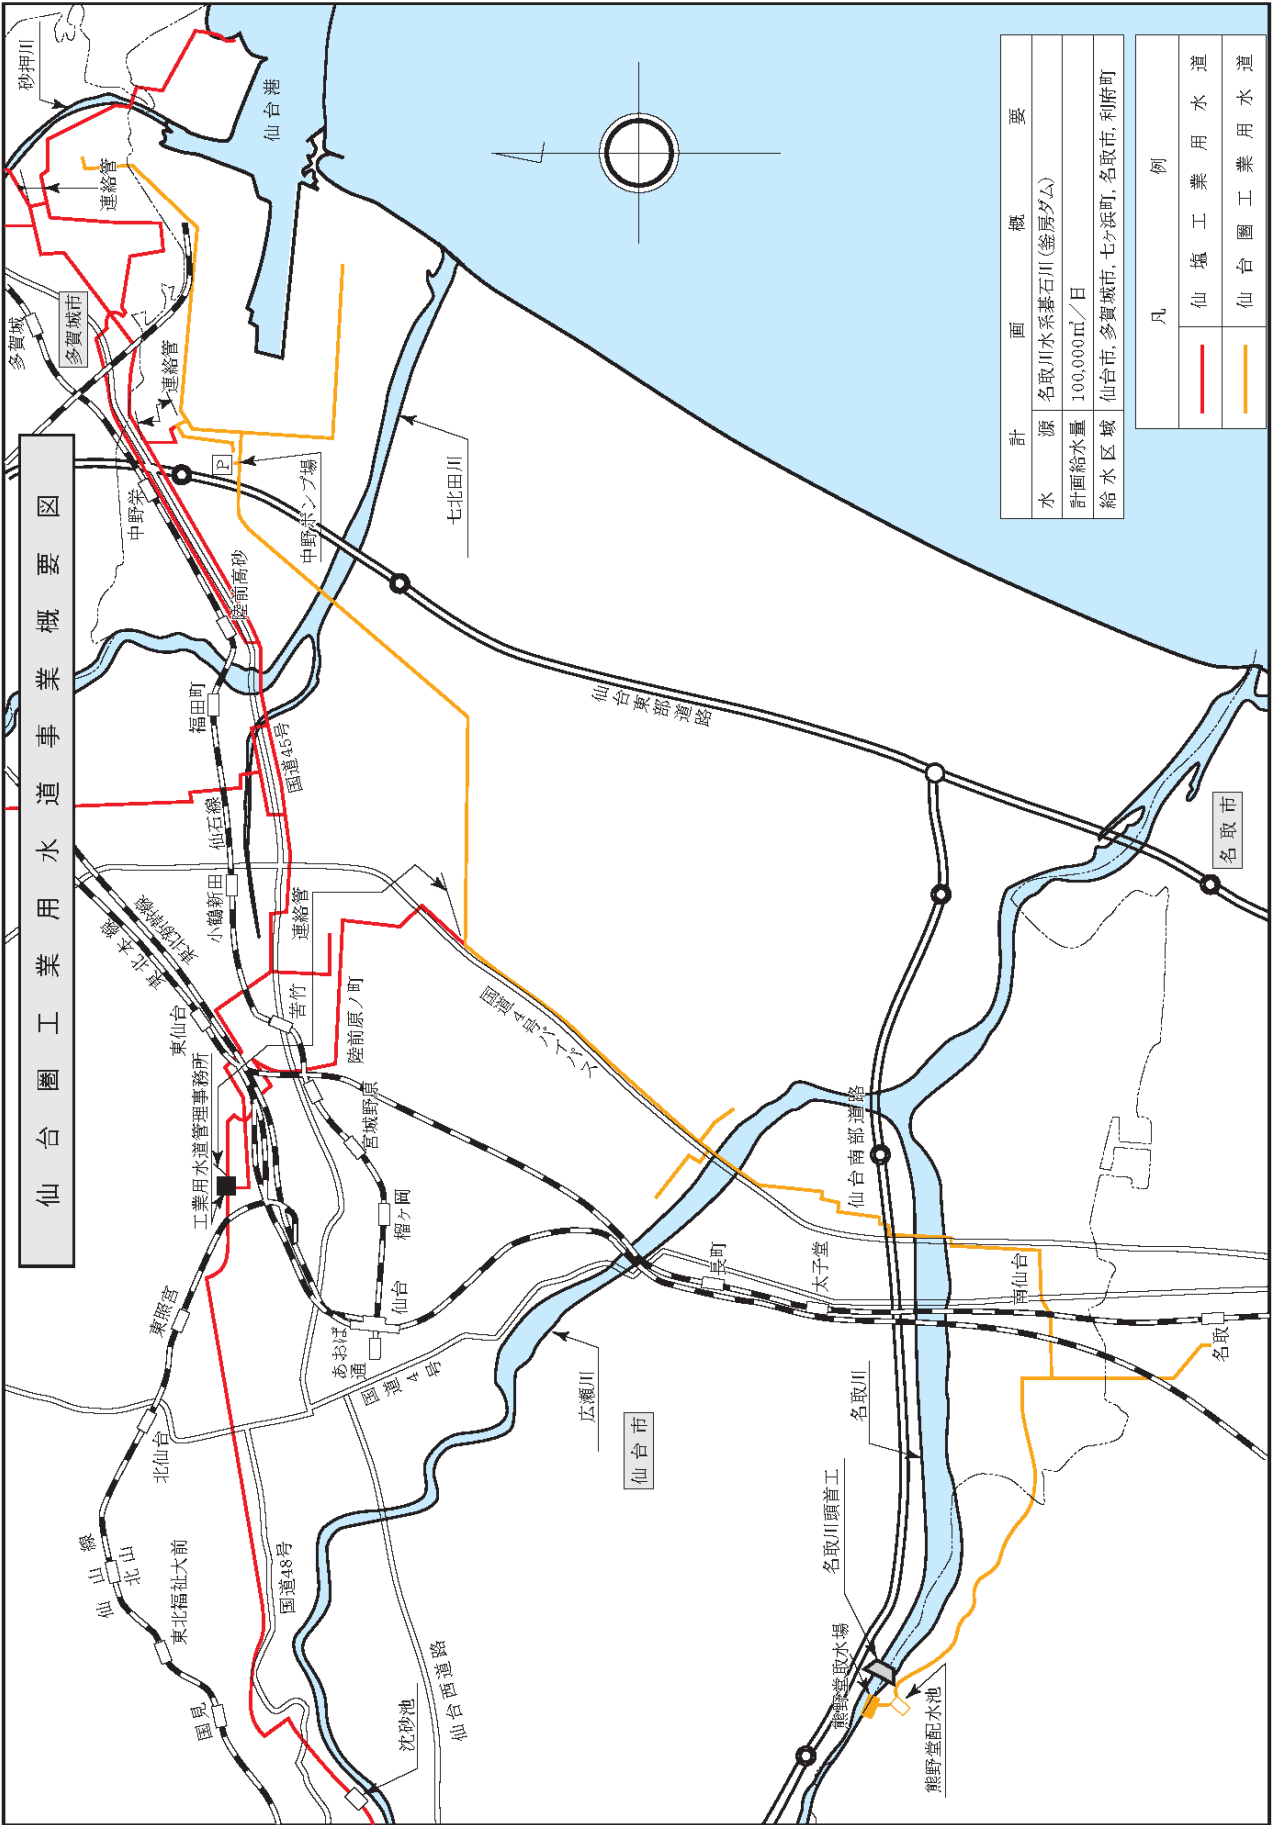 仙台圏工業用水道事業概要図
砂押川
仙台港
連絡管
多賀城
多賀城市
連絡管
中野栄
P
中野ポンプ場
七北田川
陸前高砂
福田町
国道45号
仙石線
小鶴新田
連絡管
仙台東部道路
東北新幹線
東北本線
東仙台
苦竹
陸前原ノ町
国道4号バイパス
工業用水道管理事務所
宮城野原
榴ヶ岡
仙台
あおば通
東照宮
国道4号
北仙台
仙山線
北山
東北福祉大前
国見
国道48号
仙台西道路
沈砂池
広瀬川
仙台市
長町
太子堂
仙台南部道路
南仙台
名取
名取市
名取川
名取川頭首工
熊野堂取水場
熊野堂配水池
計画概要
水源 名取川水系碁石川(釜房ダム)
計画給水量 100,000㎥/日
給水区域 仙台市,多賀城市,七ヶ浜町,名取市,利府町
凡例
仙塩工業用水道
仙台圏工業用水道